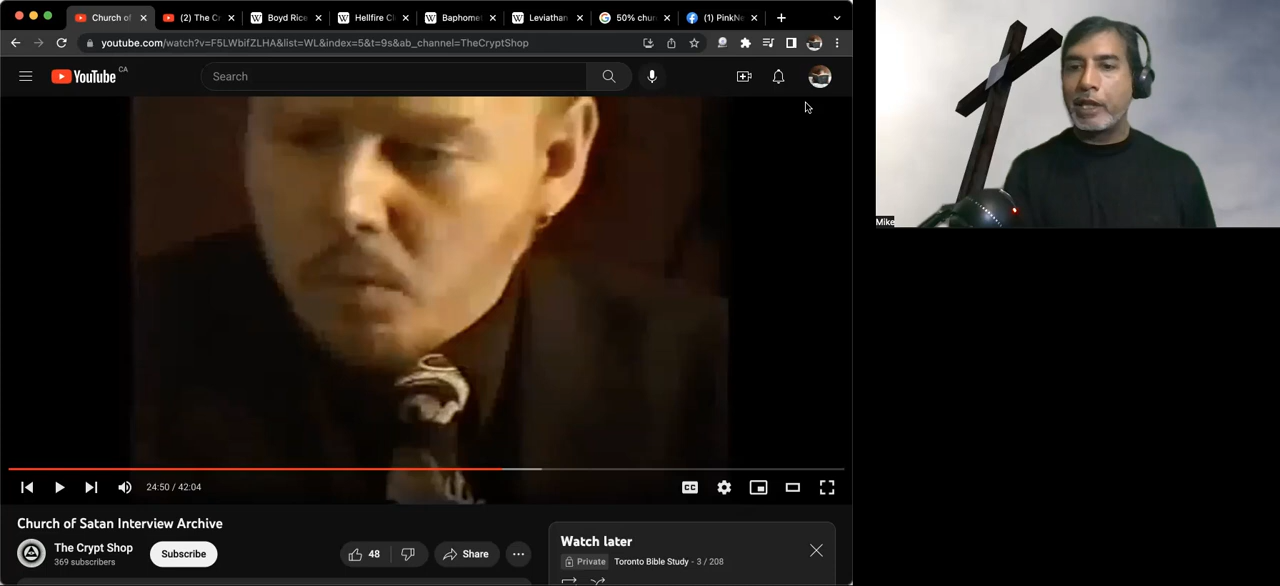 Church of
(2) The C
Boyd Rice
Hellfire C
Baphome
Leviathan
50% chur
(1) PinkNe
youtube.com/watch?v=F5LWbifZLHA&list=WL&index=5&t=9s&ab_channel=TheCryptShop
YouTube CA
Search
Mike
24:50 / 42:04
CC
Church of Satan Interview Archive
The Crypt Shop
369 subscribers
Subscribe
48
Share
Watch later
Private
Toronto Bible Study - 3 / 208